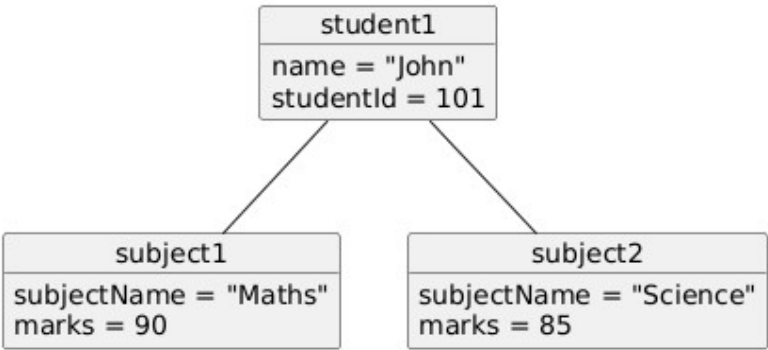 student1
name = "John"
studentId = 101
subject1
subjectName = "Maths"
marks = 90
subject2
subjectName = "Science"
marks = 85